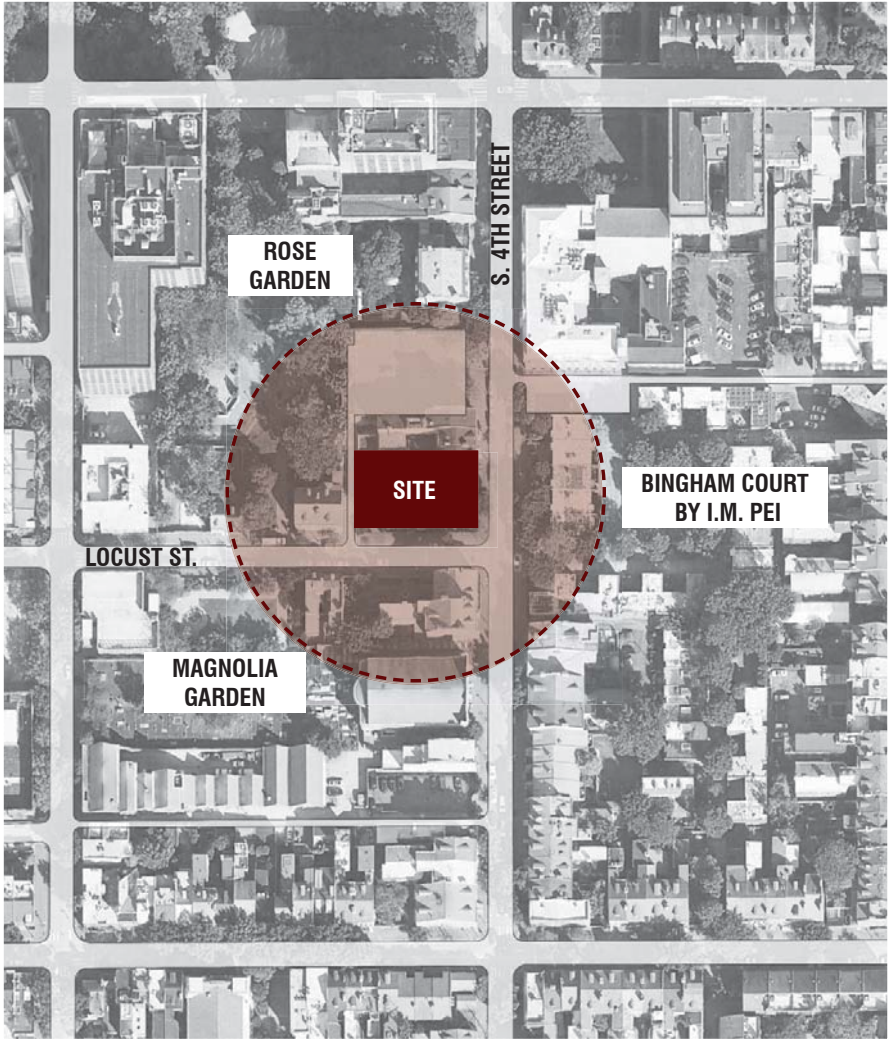 S. 4TH STREET
ROSE
GARDEN
SITE
BINGHAM COURT
BY I.M. PEI
LOCUST ST.
MAGNOLIA
GARDEN